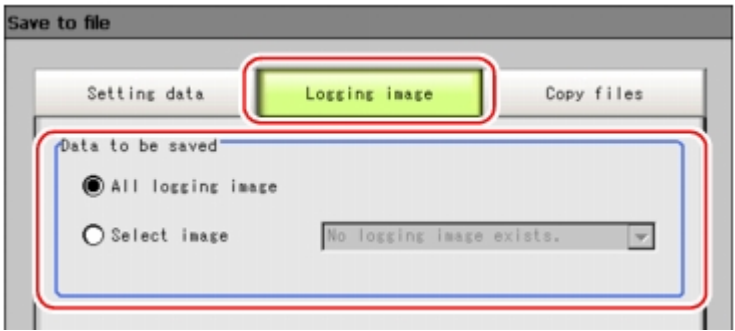 Save to file
Setting data Logging image Copy files
Data to be saved
All logging image
Select image No logging image exists.